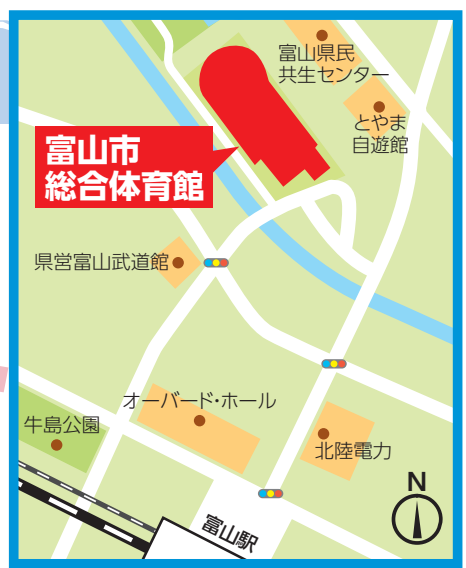 富山県民
共生センター
とやま
自遊館
富山市
総合体育館
県営富山武道館
オーバード・ホール
牛島公園
北陸電力
N
富山駅